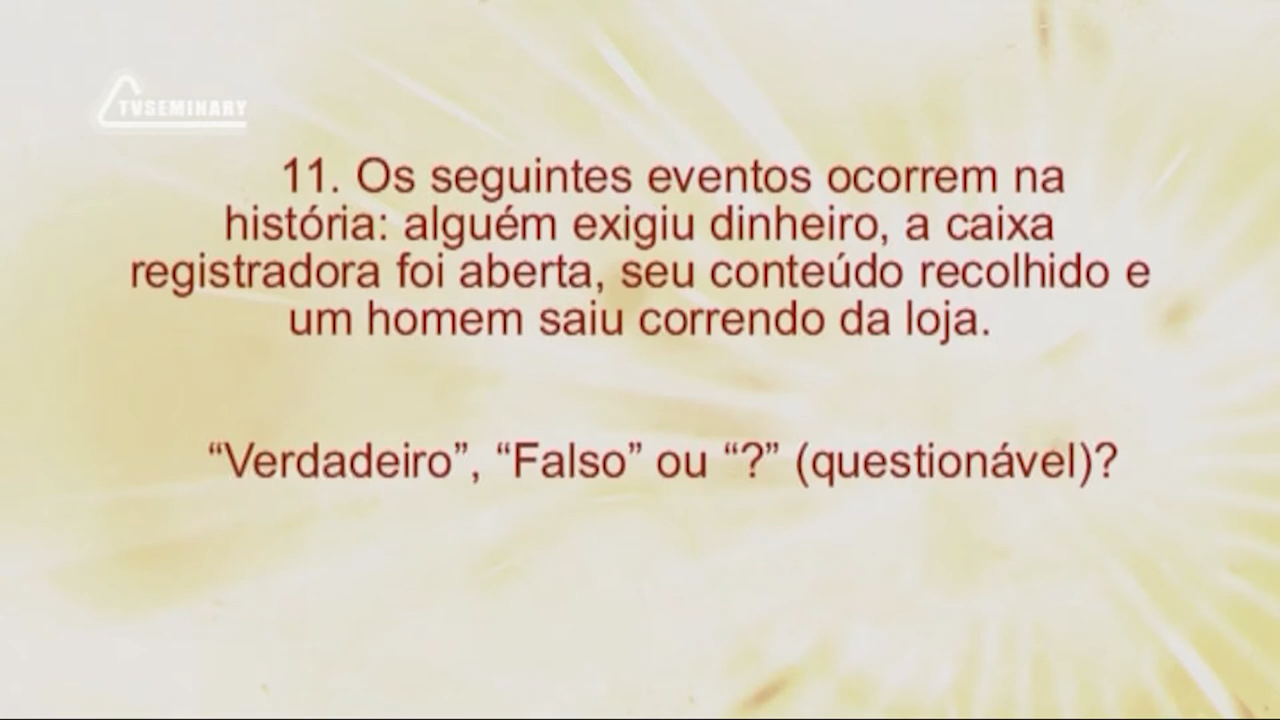 TVSEMINARY
11. Os seguintes eventos ocorrem na
história: alguém exigiu dinheiro, a caixa
registradora foi aberta, seu conteúdo recolhido e
um homem saiu correndo da loja.
“Verdadeiro”, “Falso” ou “?” (questionável)?